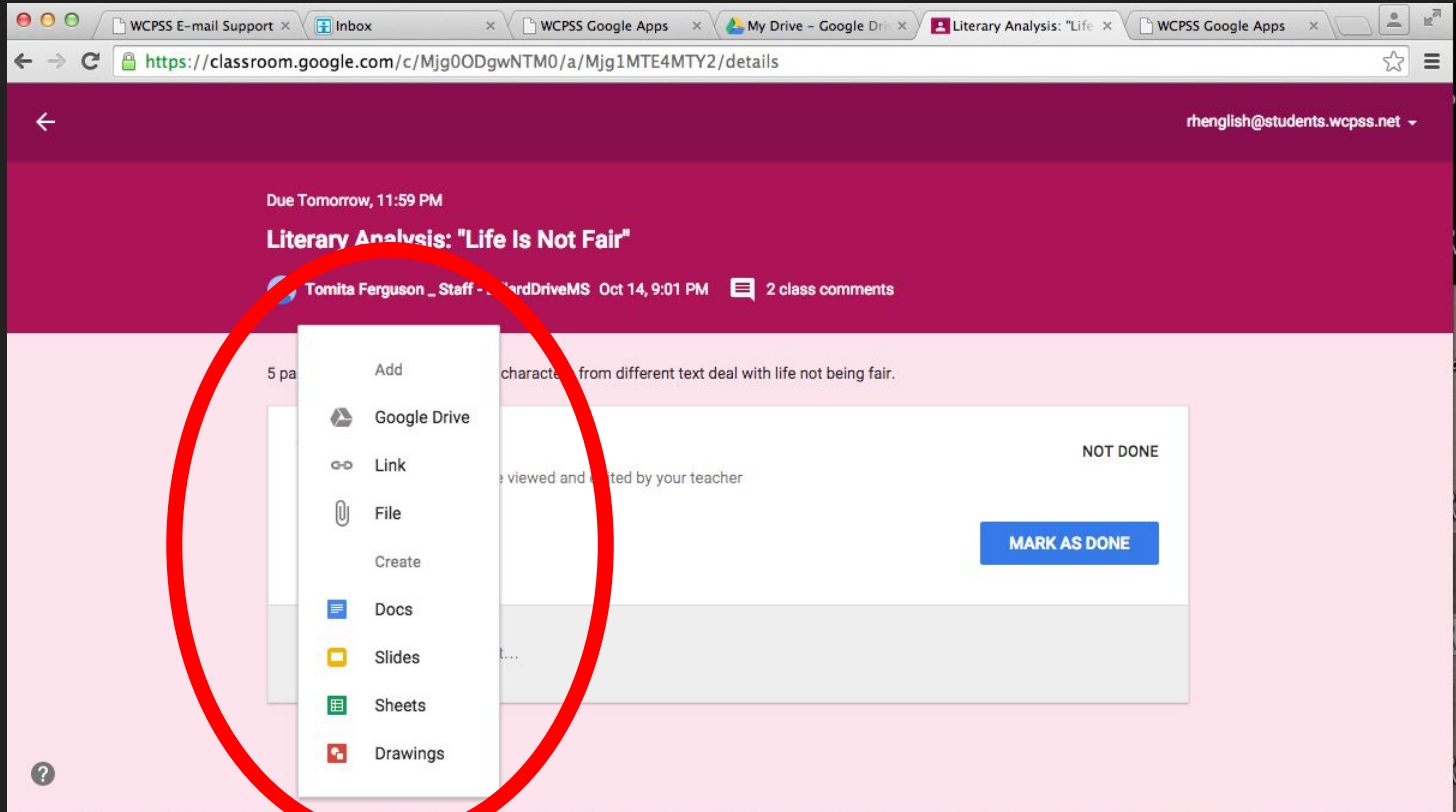 WCPSS E-mail Support
Inbox
WCPSS Google Apps
My Drive – Google Dri
Literary Analysis: "Life
WCPSS Google Apps
https://classroom.google.com/c/Mjg0ODgwNTM0/a/Mjg1MTE4MTY2/details
rhenglish@students.wcpss.net
Due Tomorrow, 11:59 PM
Literary Analysis: "Life Is Not Fair"
Tomita Ferguson _ Staff - ardDriveMS Oct 14, 9:01 PM 2 class comments
5 pa character from different text deal with life not being fair.
Add
Google Drive
Link
File
Create
Docs
Slides
Sheets
Drawings
NOT DONE
viewed and edited by your teacher
MARK AS DONE